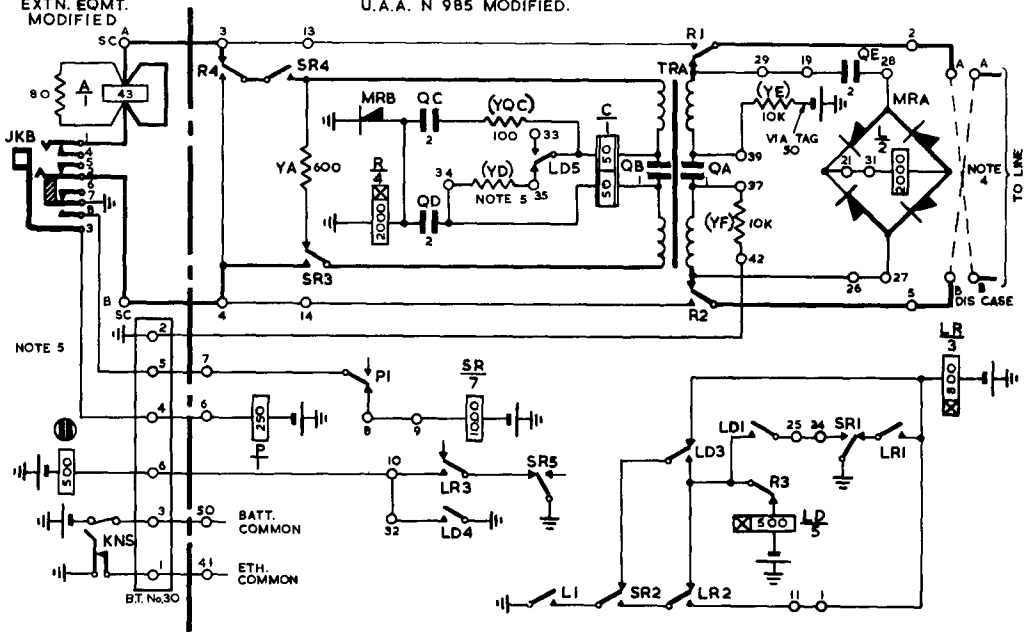 EXTN. EQMT.
MODIFIED
U.A.A. N 985 MODIFIED.
SC A
3
13
R1
2
R4
SR4
TRA
29
19
QE
2
28
A
A
80
A
1
43
MRB
QC
2
(YQC)
100
33
C
1
50
50
(YE)
10K
VIA TAG
50
MRA
JKB
1
4
5
2
6
7
8
3
YA
600
R
4
2000
34
(YD)
NOTE 5
35
LD5
QB
QA
39
37
21
31
L
2
2000
NOTE
4
TO LINE
QD
2
(YF)
10K
42
SR3
26
27
B
SC
4
14
R2
5
B
B
DIS CASE
2
NOTE 5
5
7
P1
SR
7
1000
LR
3
800
4
6
250
P
1
8
9
LD1
25
24
SR1
LR1
500
6
10
LR3
SR5
LD3
R3
3
50
BATT.
COMMON
32
LD4
500
LD
5
KNS
1
41
ETH.
COMMON
L1
SR2
LR2
11
1
B.T. No,30